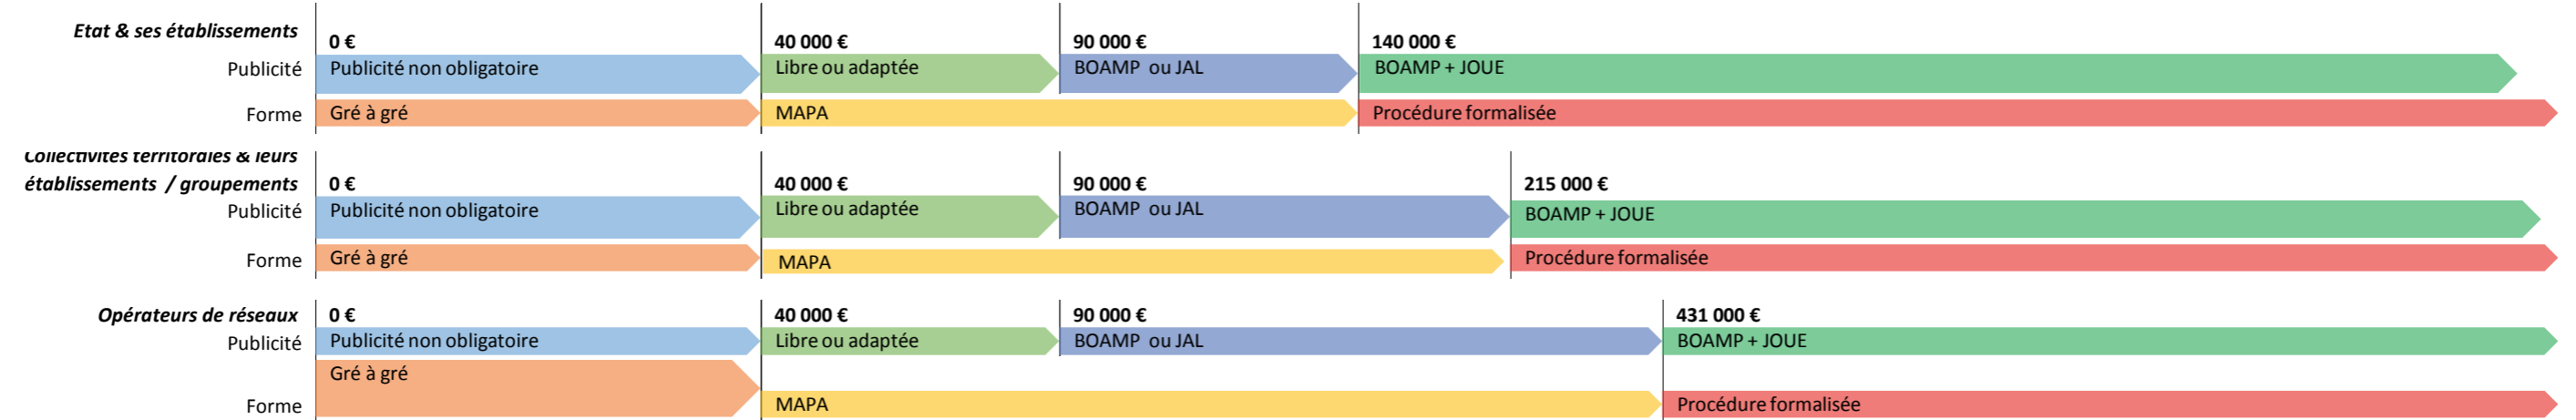 Etat & ses établissements
0 € 40 000 € 90 000 € 140 000 €
Publicité Publicité non obligatoire Libre ou adaptée BOAMP ou JAL BOAMP + JOUE
Forme Gré à gré MAPA Procédure formalisée
Collectivités territoriales & leurs
établissements / groupements 0 € 40 000 € 90 000 € 215 000 €
Publicité Publicité non obligatoire Libre ou adaptée BOAMP ou JAL BOAMP + JOUE
Forme Gré à gré MAPA Procédure formalisée
Opérateurs de réseaux 0 € 40 000 € 90 000 € 431 000 €
Publicité Publicité non obligatoire Libre ou adaptée BOAMP ou JAL BOAMP + JOUE
Gré à gré
Forme MAPA Procédure formalisée